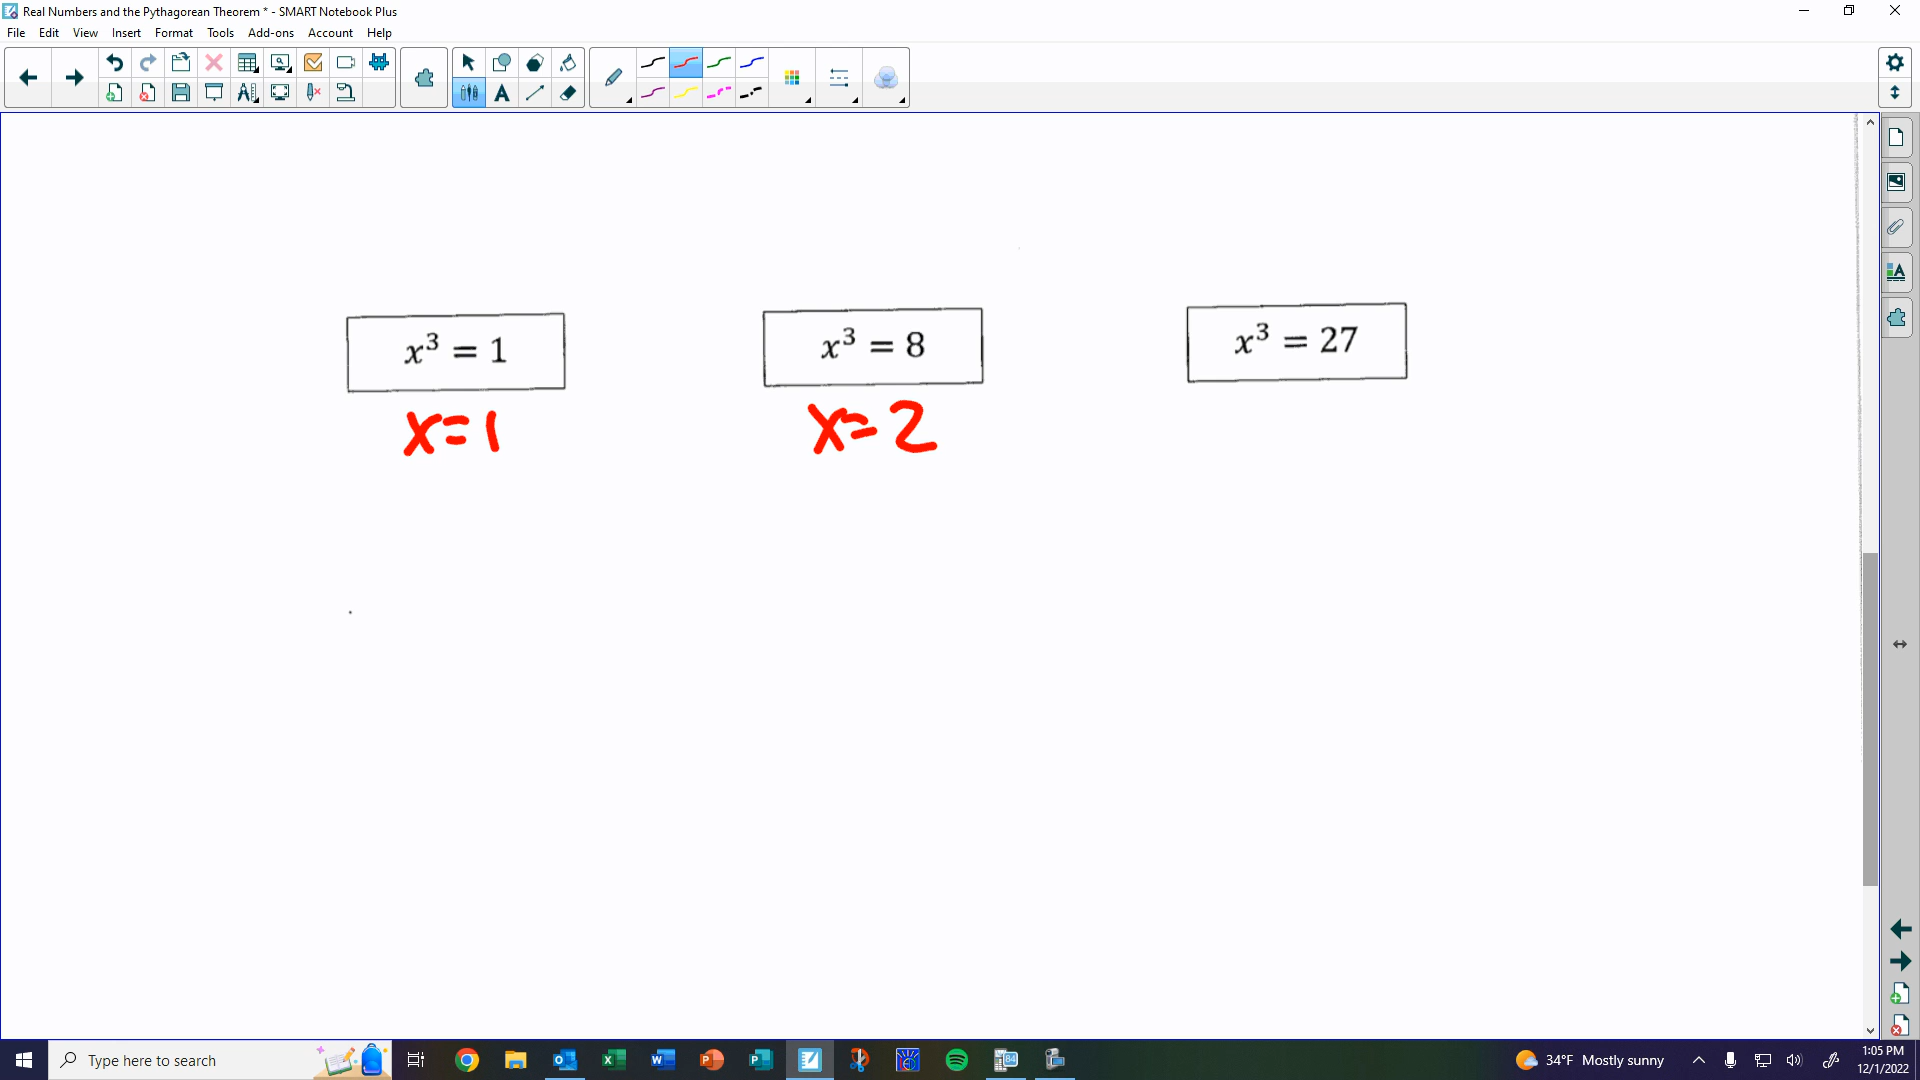 Real Numbers and the Pythagorean Theorem * - SMART Notebook Plus
File Edit View Insert Format Tools Add-ons Account Help
x³ = 1
x³ = 8
x³ = 27
x=1
x=2
Type here to search
84
34°F Mostly sunny
1:05 PM
12/1/2022